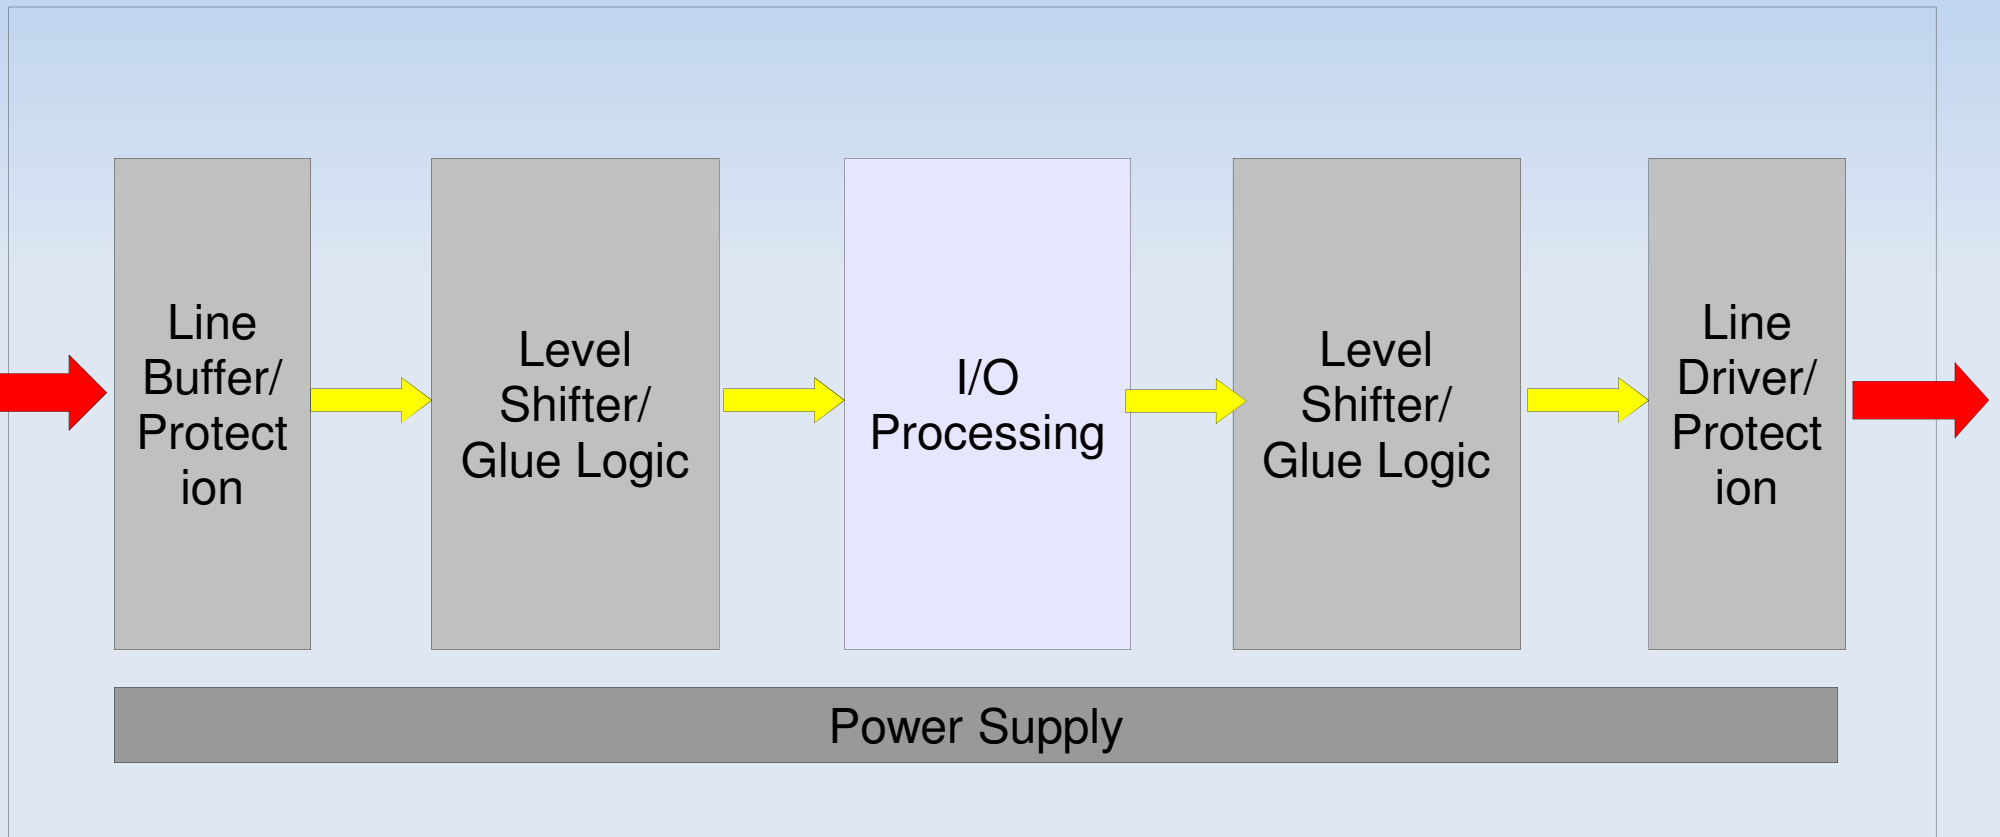 Line
Buffer/
Protect
ion
Level
Shifter/
Glue Logic
I/O
Processing
Level
Shifter/
Glue Logic
Line
Driver/
Protect
ion
Power Supply